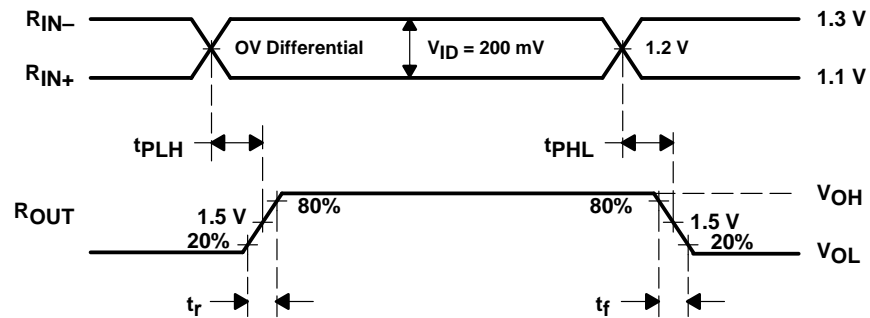 RIN− 1.3 V
OV Differential VID = 200 mV 1.2 V
RIN+ 1.1 V
tPLH tPHL
80% 80% VOH
ROUT 1.5 V 1.5 V
20% 20% VOL
tr tf